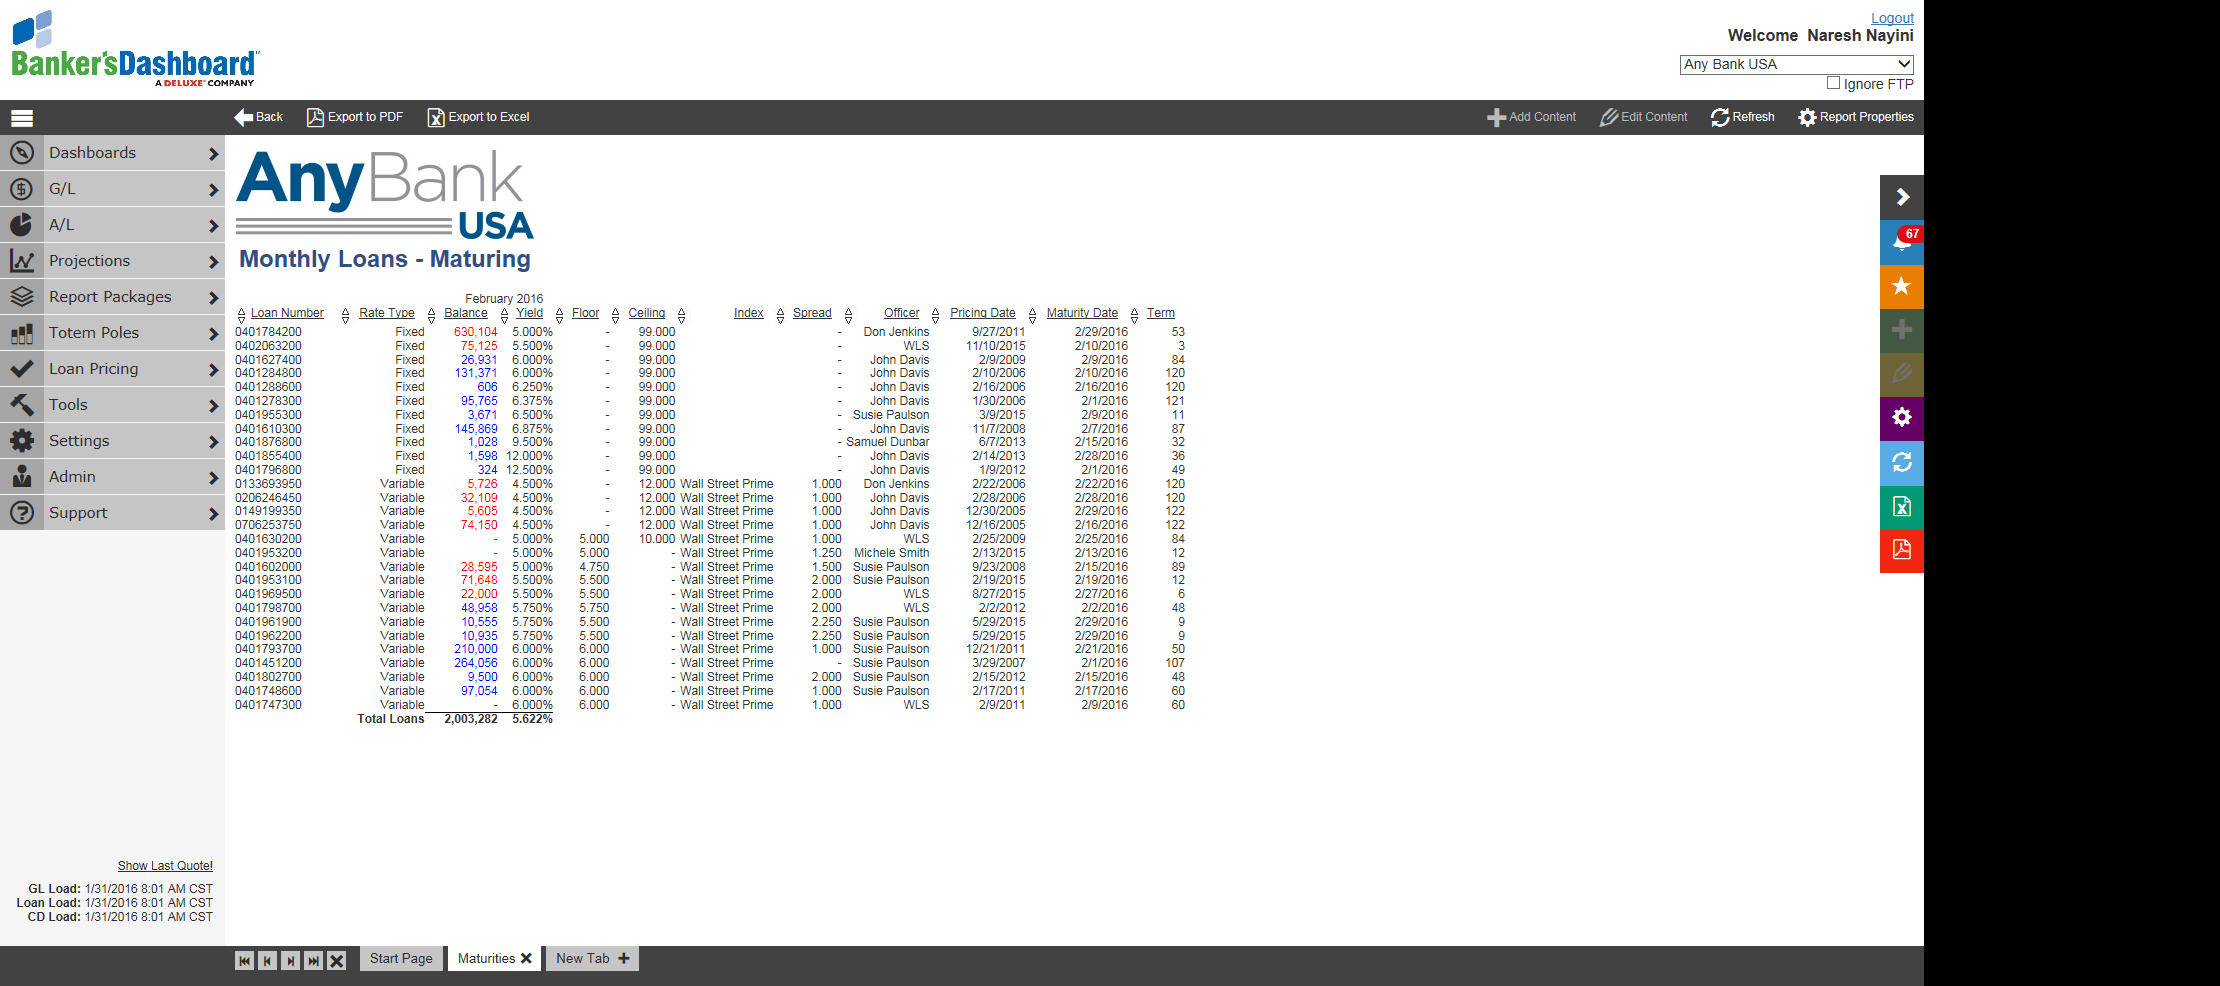 Logout
Banker'sDashboard
A DELUXE COMPANY
Welcome Naresh Nayini
Any Bank USA
Ignore FTP
Back Export to PDF Export to Excel Add Content Edit Content Refresh Report Properties
Dashboards
G/L
A/L
Projections
Report Packages
Totem Poles
Loan Pricing
Tools
Settings
Admin
Support
AnyBank
USA
Monthly Loans - Maturing
67
February 2016
Loan Number Rate Type Balance Yield Floor Ceiling Index Spread Officer Pricing Date Maturity Date Term
0401784200 Fixed 630,104 5.000% - 99.000 - Don Jenkins 9/27/2011 2/29/2016 53
0402063200 Fixed 75,125 5.500% - 99.000 - WLS 11/10/2015 2/10/2016 3
0401627400 Fixed 26,931 6.000% - 99.000 - John Davis 2/9/2009 2/9/2016 84
0401284800 Fixed 131,371 6.000% - 99.000 - John Davis 2/10/2006 2/10/2016 120
0401288600 Fixed 606 6.250% - 99.000 - John Davis 2/16/2006 2/16/2016 120
0401278300 Fixed 95,765 6.375% - 99.000 - John Davis 1/30/2006 2/1/2016 121
0401955300 Fixed 3,671 6.500% - 99.000 - Susie Paulson 3/9/2015 2/9/2016 11
0401610300 Fixed 145,869 6.875% - 99.000 - John Davis 11/7/2008 2/7/2016 87
0401876800 Fixed 1,028 9.500% - 99.000 - Samuel Dunbar 6/7/2013 2/15/2016 32
0401855400 Fixed 1,598 12.000% - 99.000 - John Davis 2/14/2013 2/28/2016 36
0401796800 Fixed 324 12.500% - 99.000 - John Davis 1/9/2012 2/1/2016 49
0133693950 Variable 5,726 4.500% - 12.000 Wall Street Prime 1.000 Don Jenkins 2/22/2006 2/22/2016 120
0206246450 Variable 32,109 4.500% - 12.000 Wall Street Prime 1.000 John Davis 2/28/2006 2/28/2016 120
0149199350 Variable 5,605 4.500% - 12.000 Wall Street Prime 1.000 John Davis 12/30/2005 2/29/2016 122
0706253750 Variable 74,150 4.500% - 12.000 Wall Street Prime 1.000 John Davis 12/16/2005 2/16/2016 122
0401630200 Variable - 5.000% 5.000 10.000 Wall Street Prime 1.000 WLS 2/25/2009 2/25/2016 84
0401953200 Variable - 5.000% 5.000 - Wall Street Prime 1.250 Michele Smith 2/13/2015 2/13/2016 12
0401602000 Variable 28,595 5.000% 4.750 - Wall Street Prime 1.500 Susie Paulson 9/23/2008 2/15/2016 89
0401953100 Variable 71,648 5.500% 5.500 - Wall Street Prime 2.000 Susie Paulson 2/19/2015 2/19/2016 12
0401969500 Variable 22,000 5.500% 5.500 - Wall Street Prime 2.000 WLS 8/27/2015 2/27/2016 6
0401798700 Variable 48,958 5.750% 5.750 - Wall Street Prime 2.000 WLS 2/2/2012 2/2/2016 48
0401961900 Variable 10,555 5.750% 5.500 - Wall Street Prime 2.250 Susie Paulson 5/29/2015 2/29/2016 9
0401962200 Variable 10,935 5.750% 5.500 - Wall Street Prime 2.250 Susie Paulson 5/29/2015 2/29/2016 9
0401793700 Variable 210,000 6.000% 6.000 - Wall Street Prime 1.000 Susie Paulson 12/21/2011 2/21/2016 50
0401451200 Variable 264,056 6.000% 6.000 - Wall Street Prime - Susie Paulson 3/29/2007 2/1/2016 107
0401802700 Variable 9,500 6.000% 6.000 - Wall Street Prime 2.000 Susie Paulson 2/15/2012 2/15/2016 48
0401748600 Variable 97,054 6.000% 6.000 - Wall Street Prime 1.000 Susie Paulson 2/17/2011 2/17/2016 60
0401747300 Variable - 6.000% 6.000 - Wall Street Prime 1.000 WLS 2/9/2011 2/9/2016 60
Total Loans 2,003,282 5.622%
Show Last Quote!
GL Load: 1/31/2016 8:01 AM CST
Loan Load: 1/31/2016 8:01 AM CST
CD Load: 1/31/2016 8:01 AM CST
Start Page Maturities New Tab